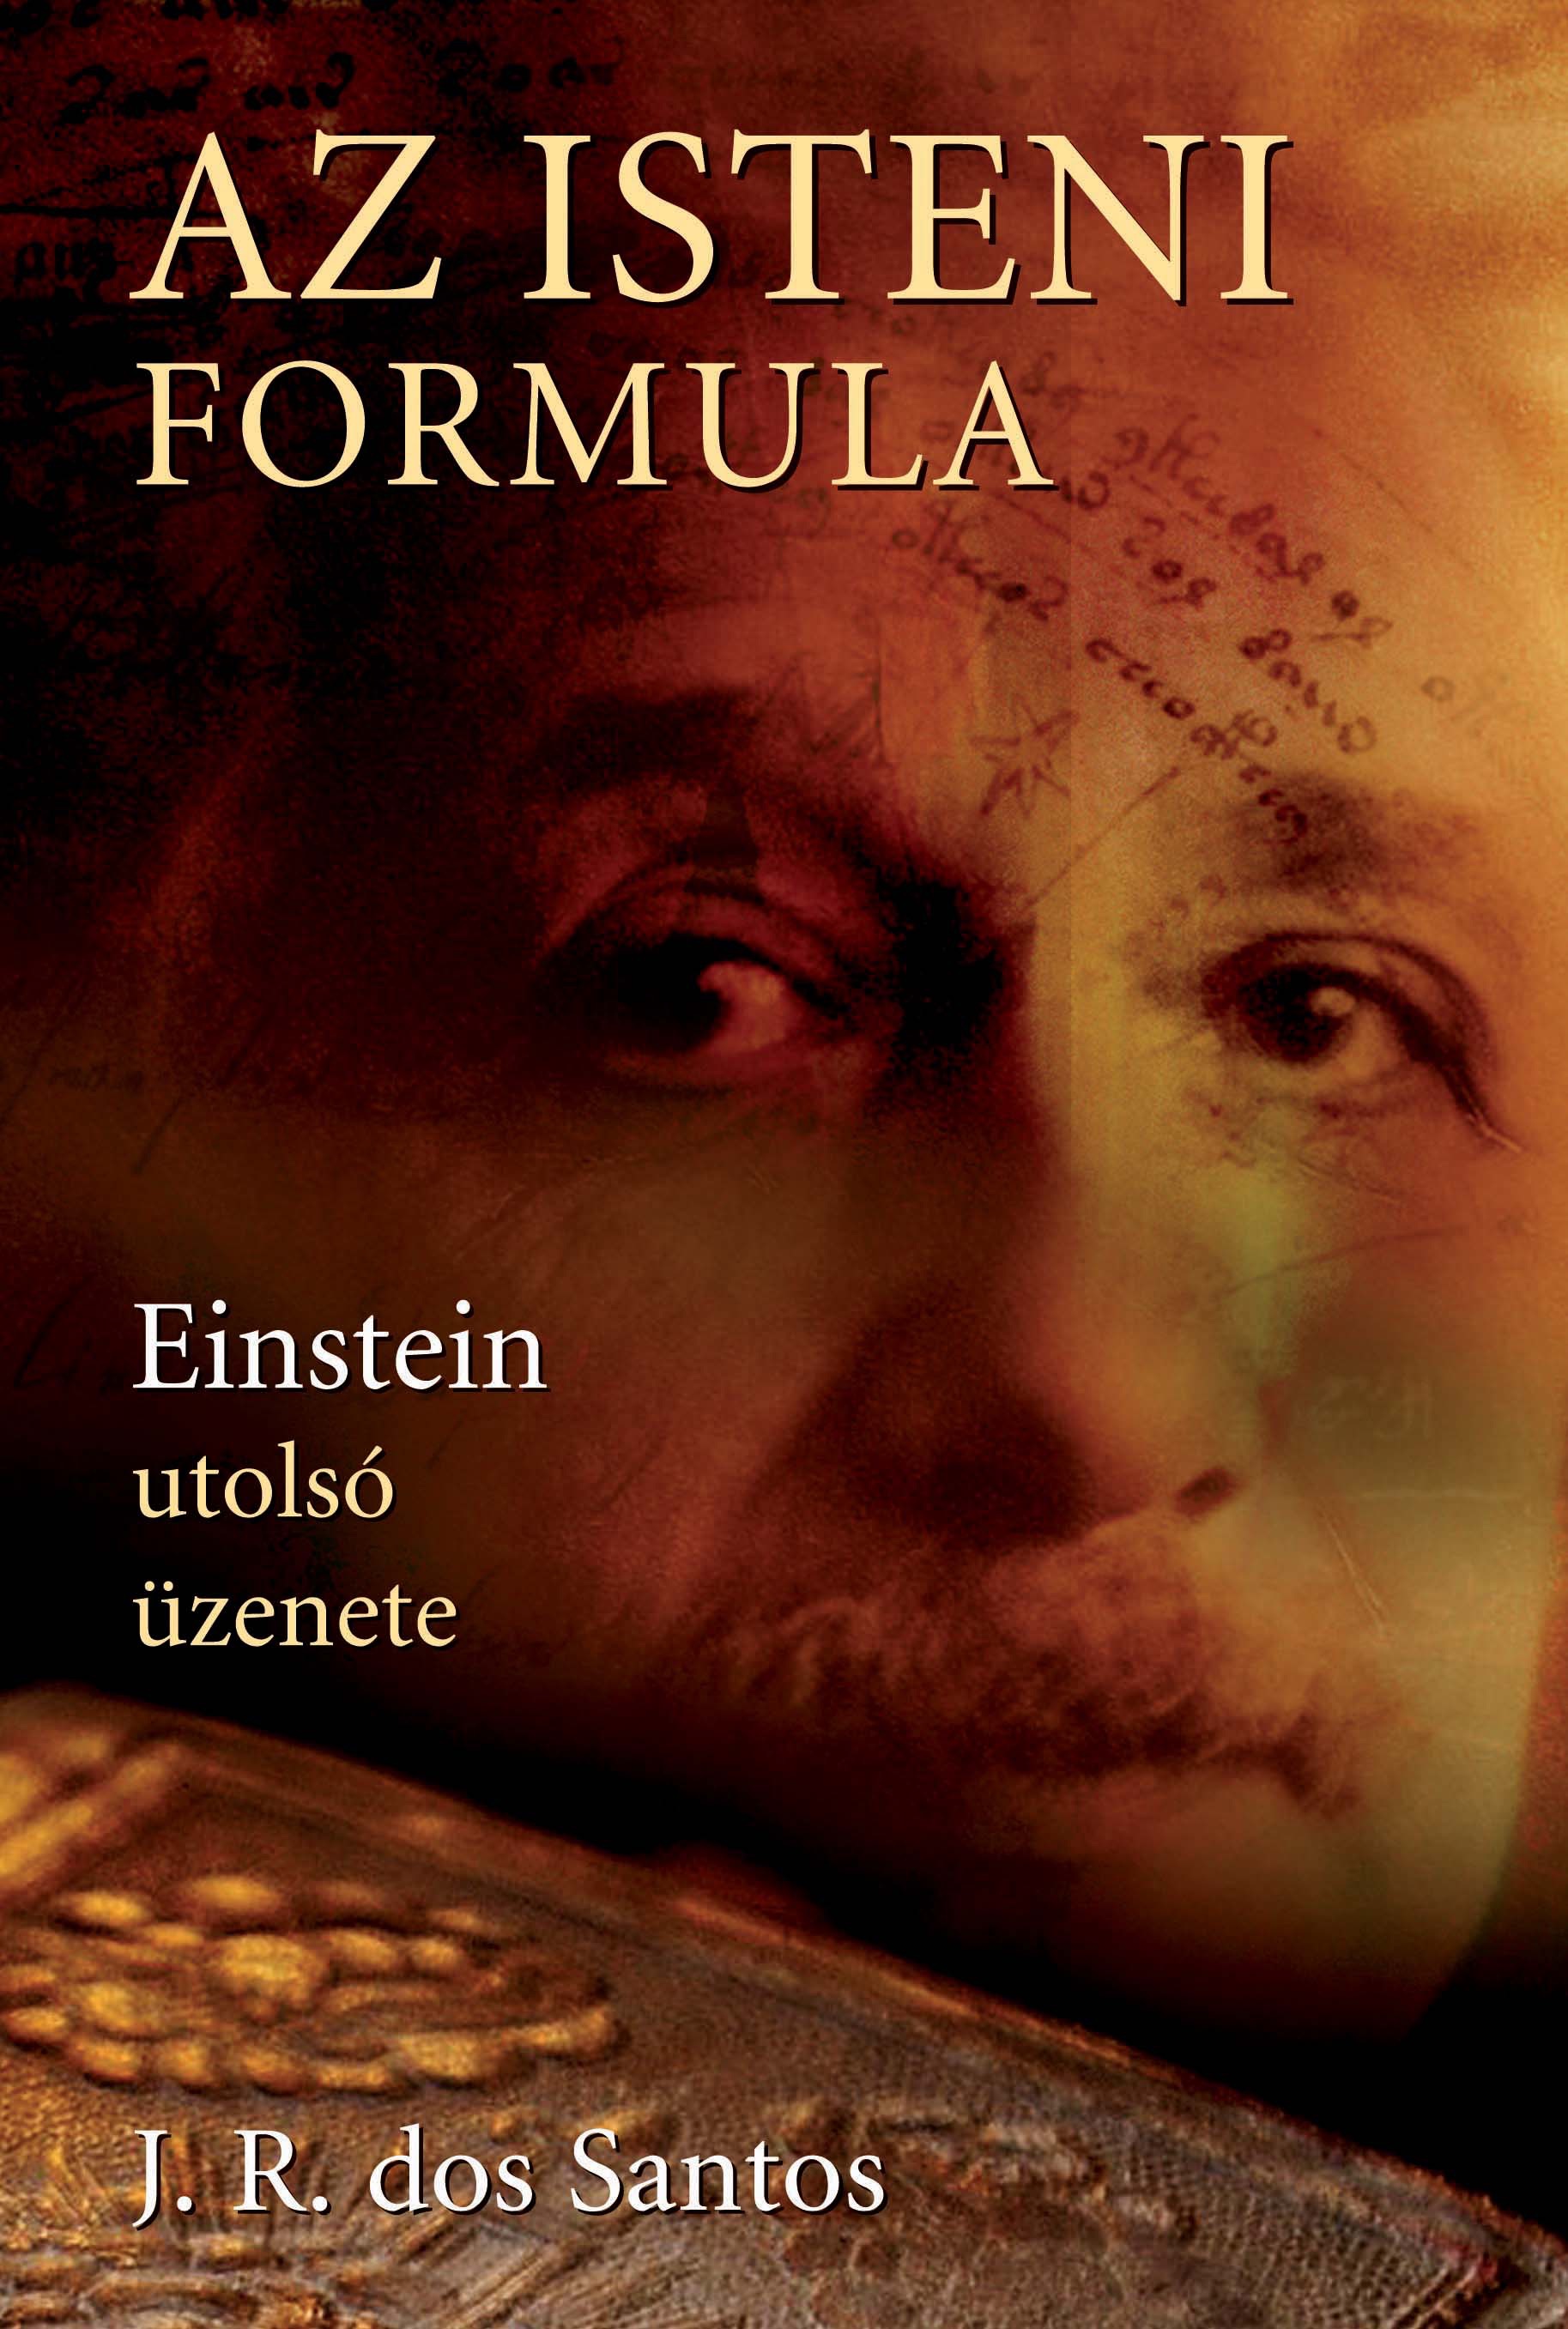 AZ ISTENI
FORMULA
Einstein
utolsó
üzenete
J. R. dos Santos